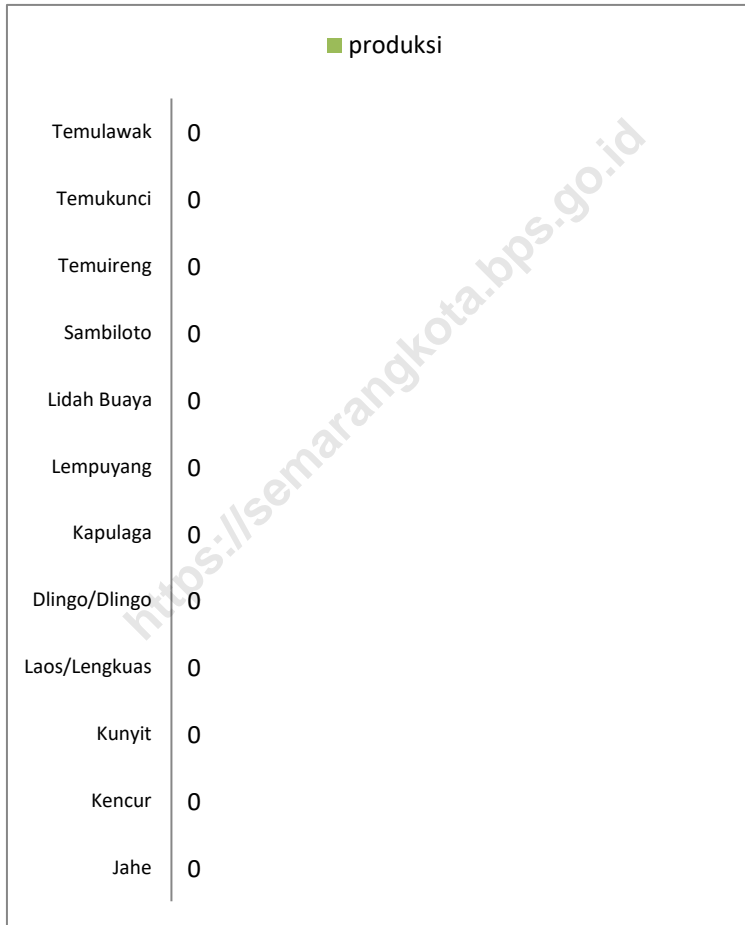 produksi
Temulawak 0
Temukunci 0
Temuireng 0
Sambiloto 0
Lidah Buaya 0
Lempuyang 0
Kapulaga 0
Dlingo/Dlingo 0
Laos/Lengkuas 0
Kunyit 0
Kencur 0
Jahe 0
https://semarangkota.bps.go.id